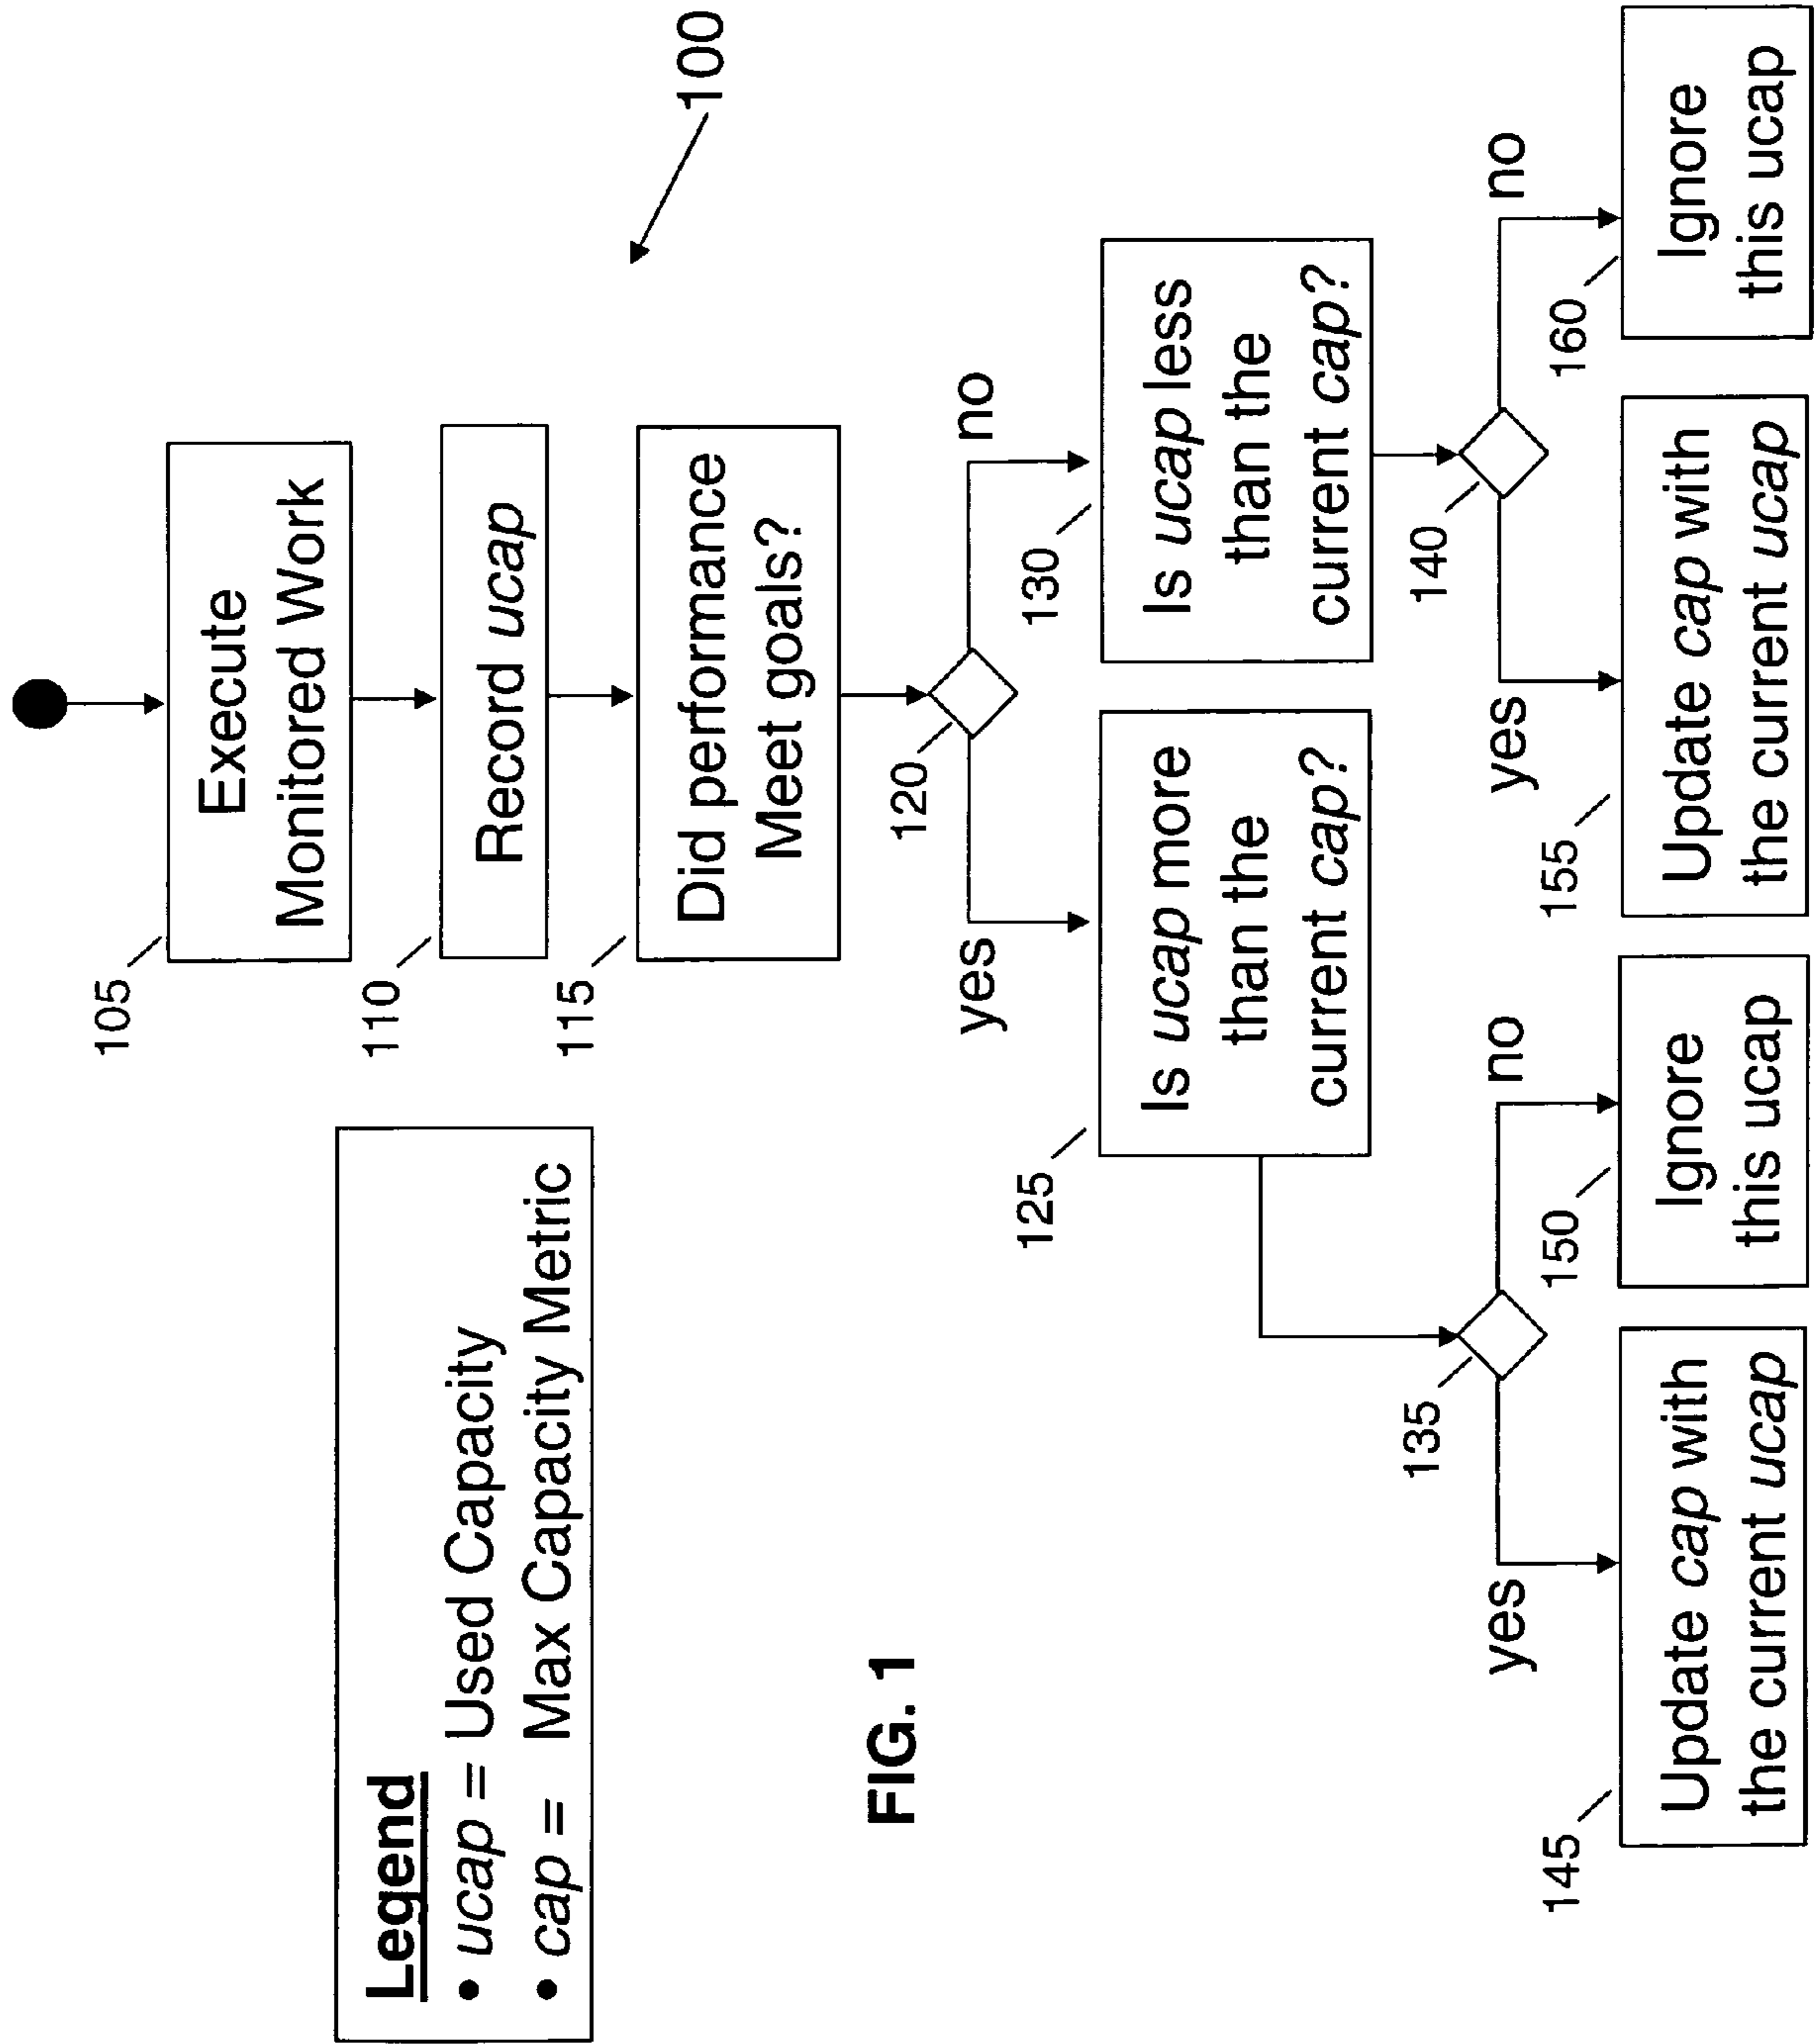 Legend
• ucap = Used Capacity
• cap = Max Capacity Metric
FIG. 1
100
105
Execute
Monitored Work
110
Record ucap
115
Did performance
Meet goals?
120
yes
no
125
Is ucap more
than the
current cap?
130
Is ucap less
than the
current cap?
135
yes
no
140
yes
no
145
Update cap with
the current ucap
150
Ignore
this ucap
155
Update cap with
the current ucap
160
Ignore
this ucap